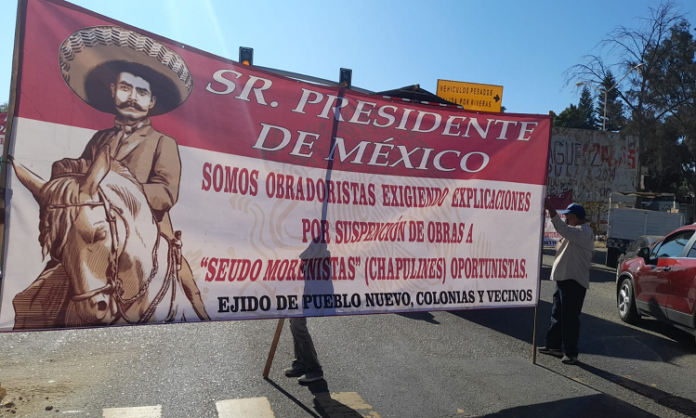 SR. PRESIDENTE
DE MÉXICO
SOMOS OBRADORISTAS EXIGIENDO EXPLICACIONES
POR SUSPENCIÓN DE OBRAS A
“SEUDO MORENISTAS” (CHAPULINES) OPORTUNISTAS.
EJIDO DE PUEBLO NUEVO, COLONIAS Y VECINOS
VEHICULOS PESADOS